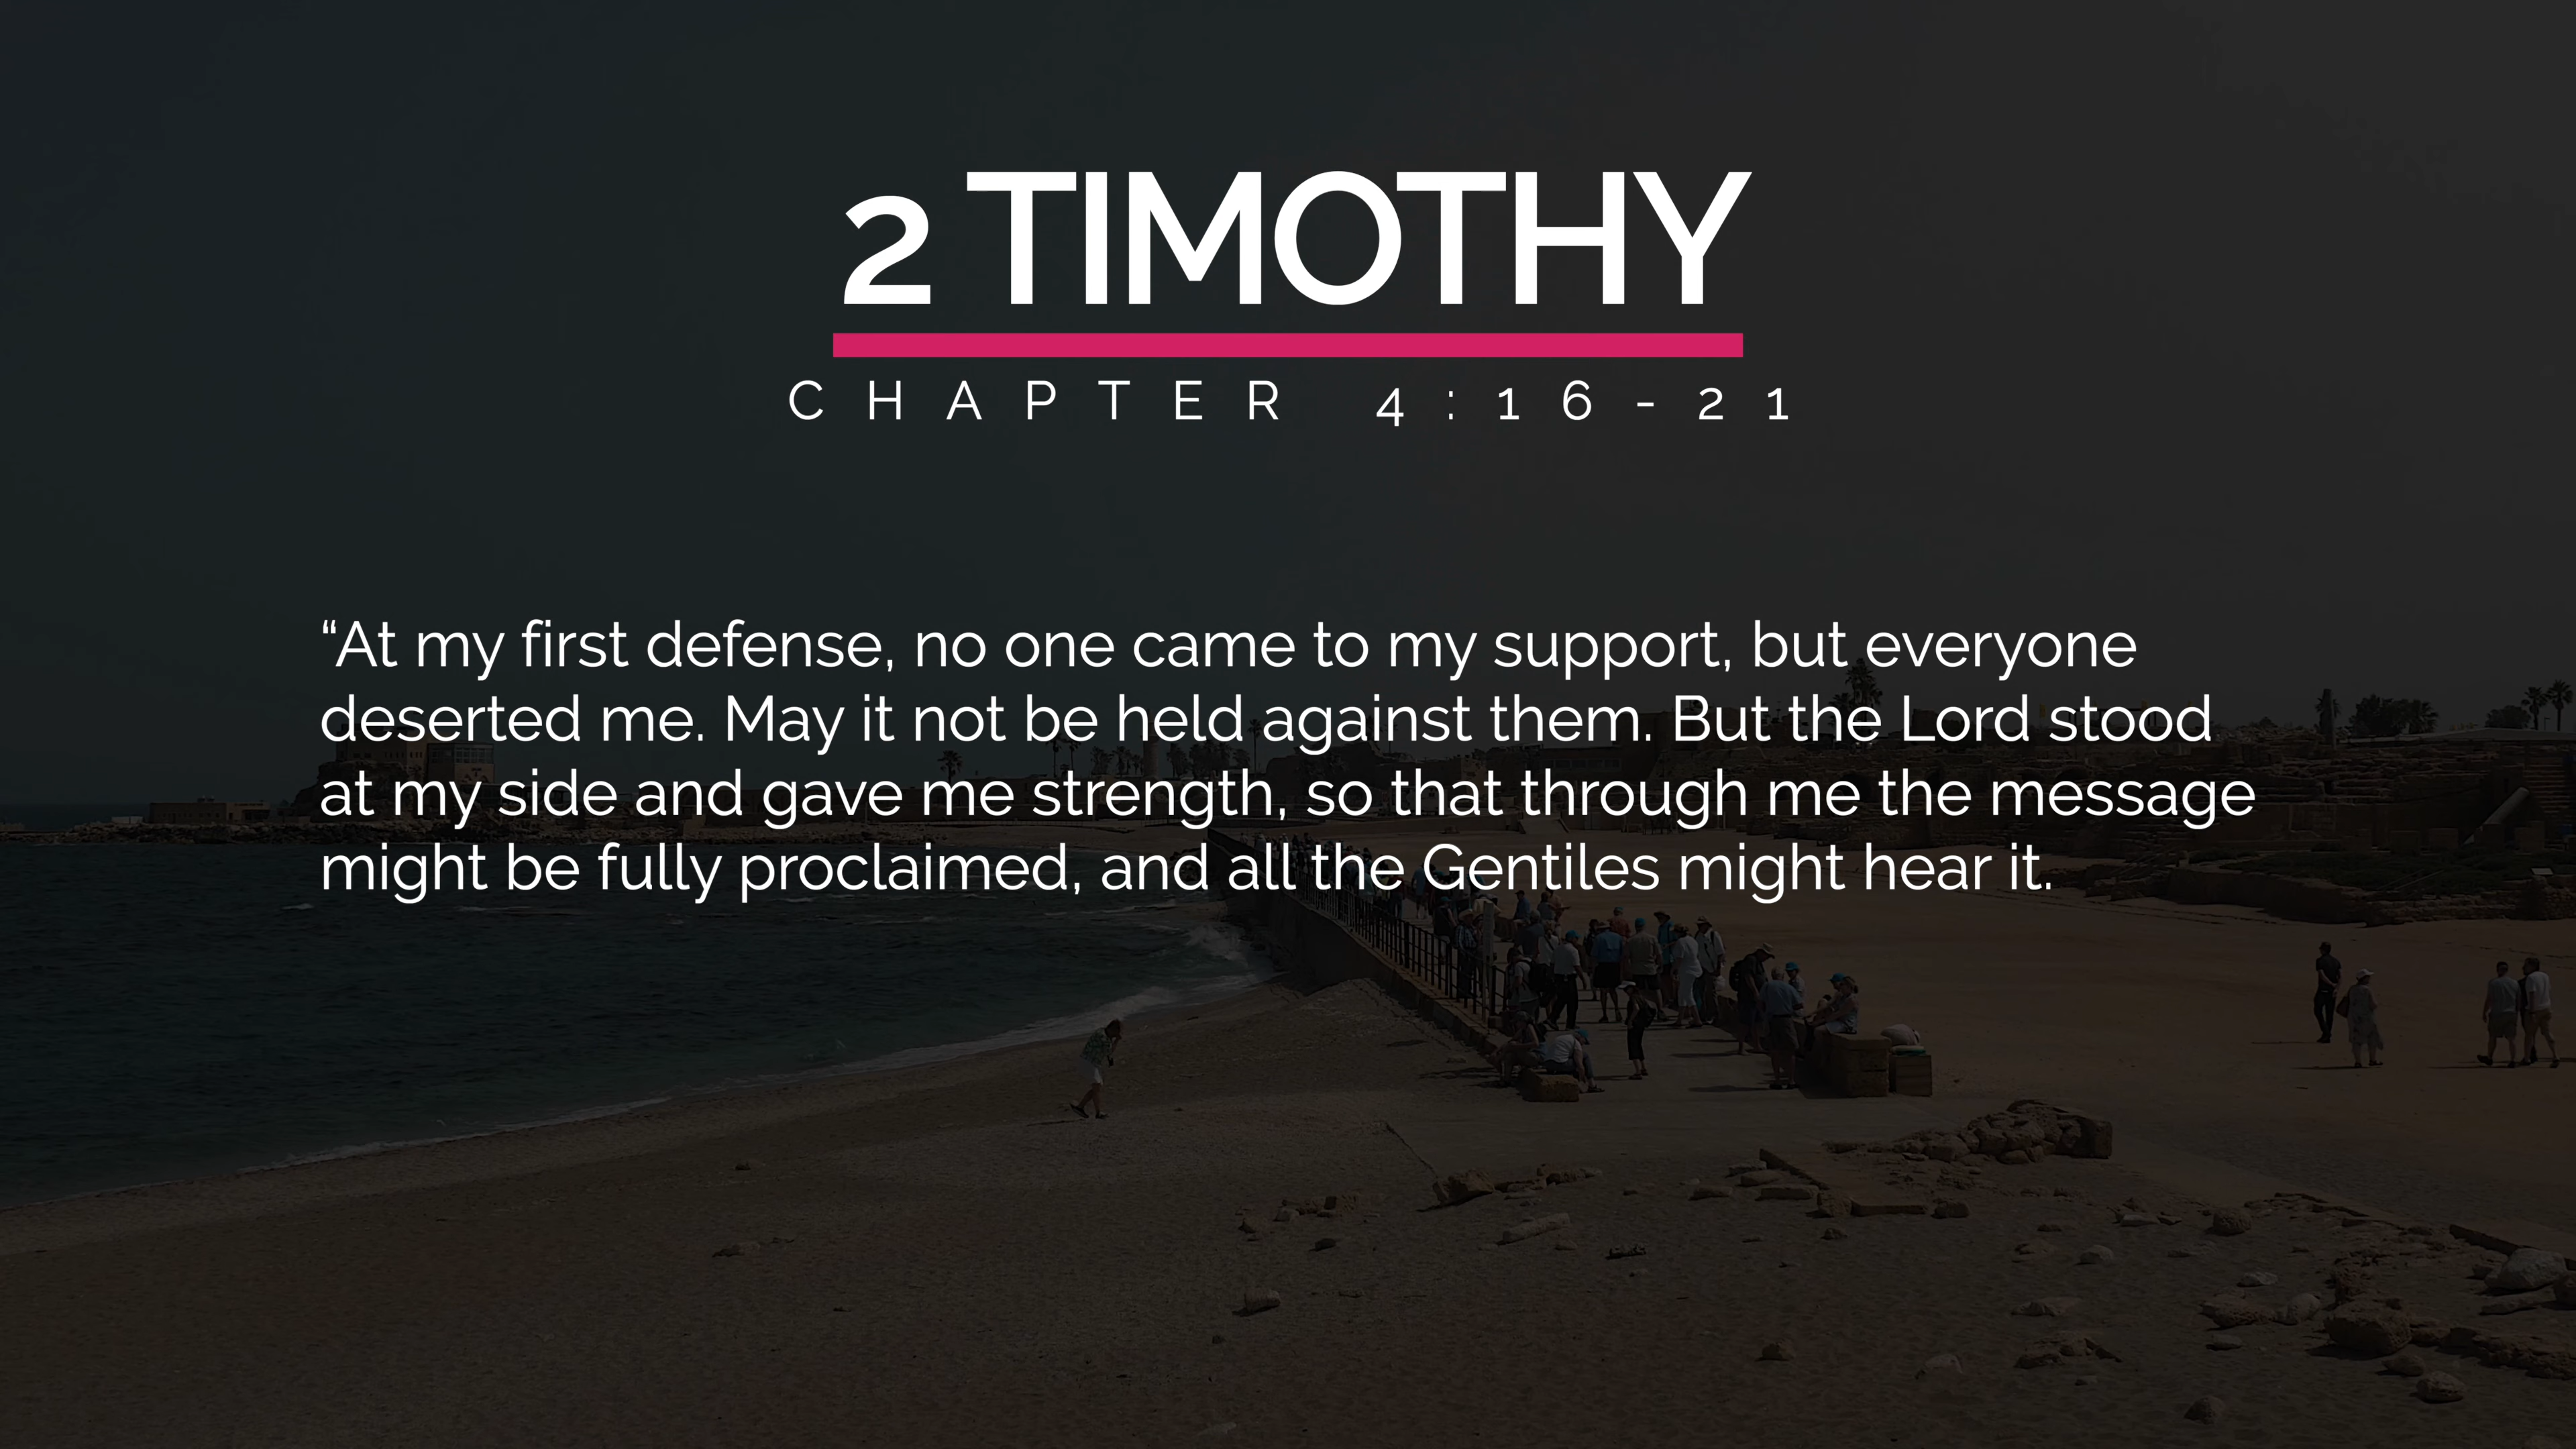 2 TIMOTHY
CHAPTER 4:16-21
“At my first defense, no one came to my support, but everyone
deserted me. May it not be held against them. But the Lord stood
at my side and gave me strength, so that through me the message
might be fully proclaimed, and all the Gentiles might hear it.